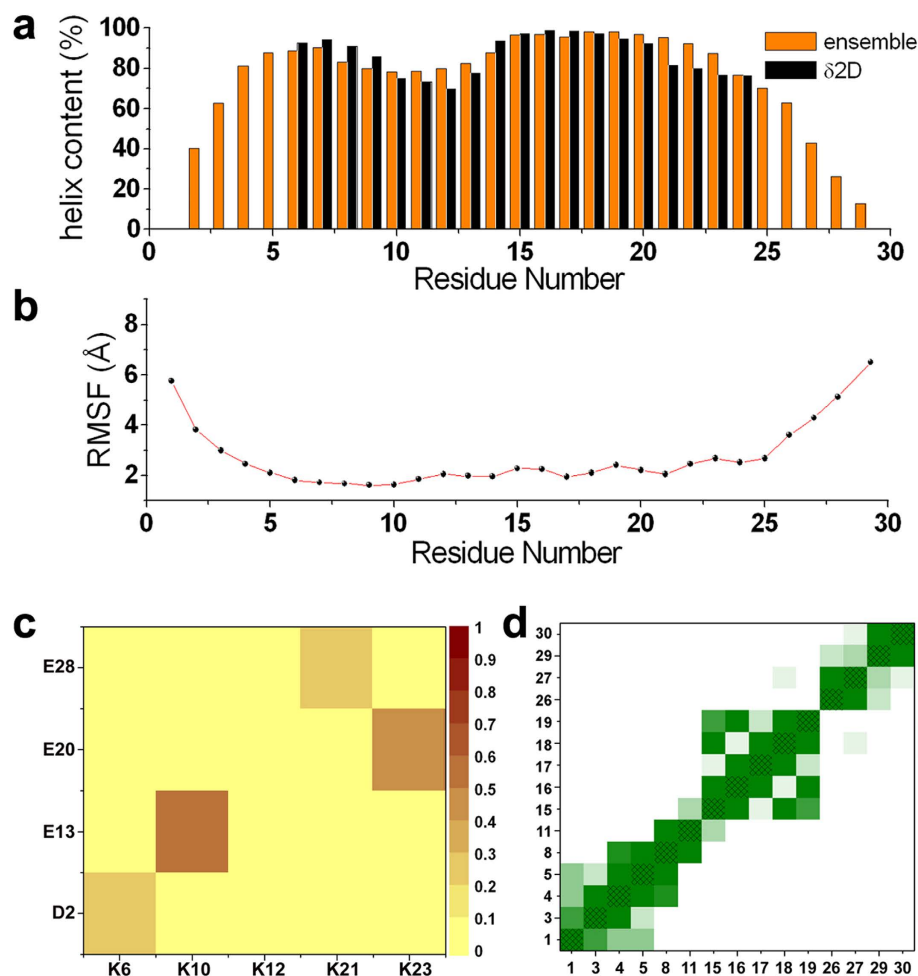 a
helix content (%)
100
80
60
40
20
0
ensemble
δ2D
0 5 10 15 20 25 30
Residue Number
b
RMSF (Å)
8
6
4
2
0 5 10 15 20 25 30
Residue Number
c
E28
E20
E13
D2
K6 K10 K12 K21 K23
1
0.9
0.8
0.7
0.6
0.5
0.4
0.3
0.2
0.1
0
d
30
29
27
26
19
18
17
16
15
11
8
5
4
3
1
1 3 4 5 8 11 15 16 17 18 19 26 27 29 30